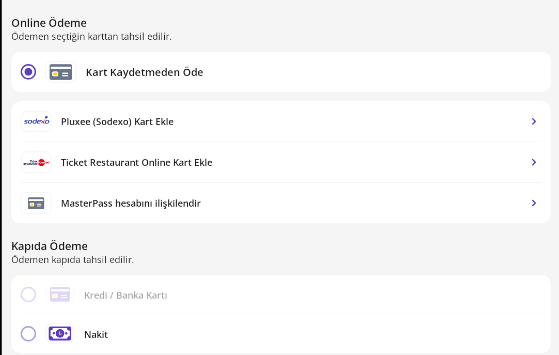 Online Ödeme
Ödemen seçtiğin karttan tahsil edilir.
Kart Kaydetmeden Öde
sodexo
Pluxee (Sodexo) Kart Ekle
Ticket Restaurant Online Kart Ekle
MasterPass hesabını ilişkilendir
Kapıda Ödeme
Ödemen kapıda tahsil edilir.
Kredi / Banka Kartı
Nakit